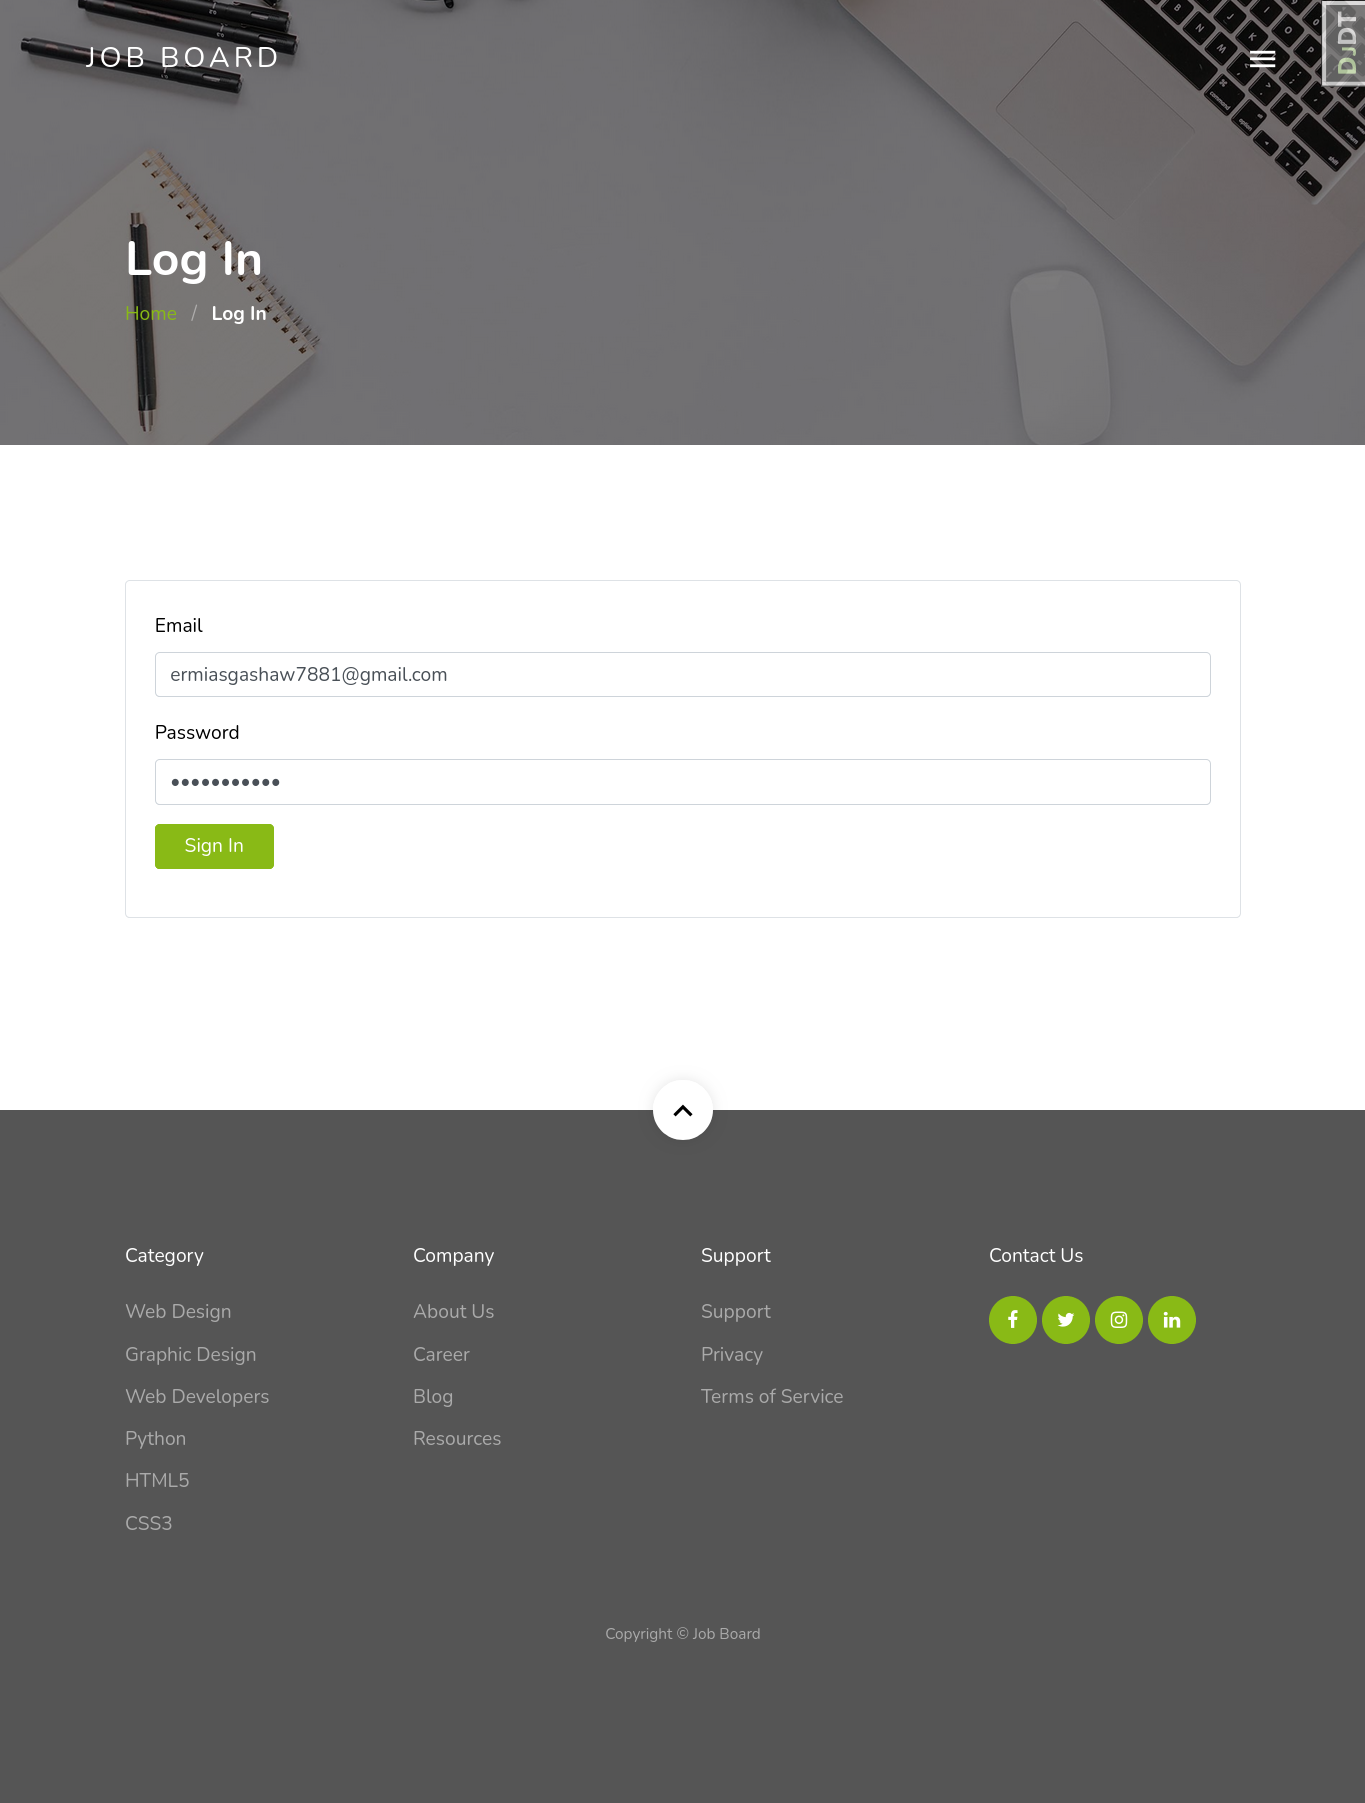 JOB BOARD
DJDT
Log In
Home / Log In
Email
ermiasgashaw7881@gmail.com
Password
•••••••••••
Sign In
Category
Web Design
Graphic Design
Web Developers
Python
HTML5
CSS3
Company
About Us
Career
Blog
Resources
Support
Support
Privacy
Terms of Service
Contact Us
Copyright © Job Board